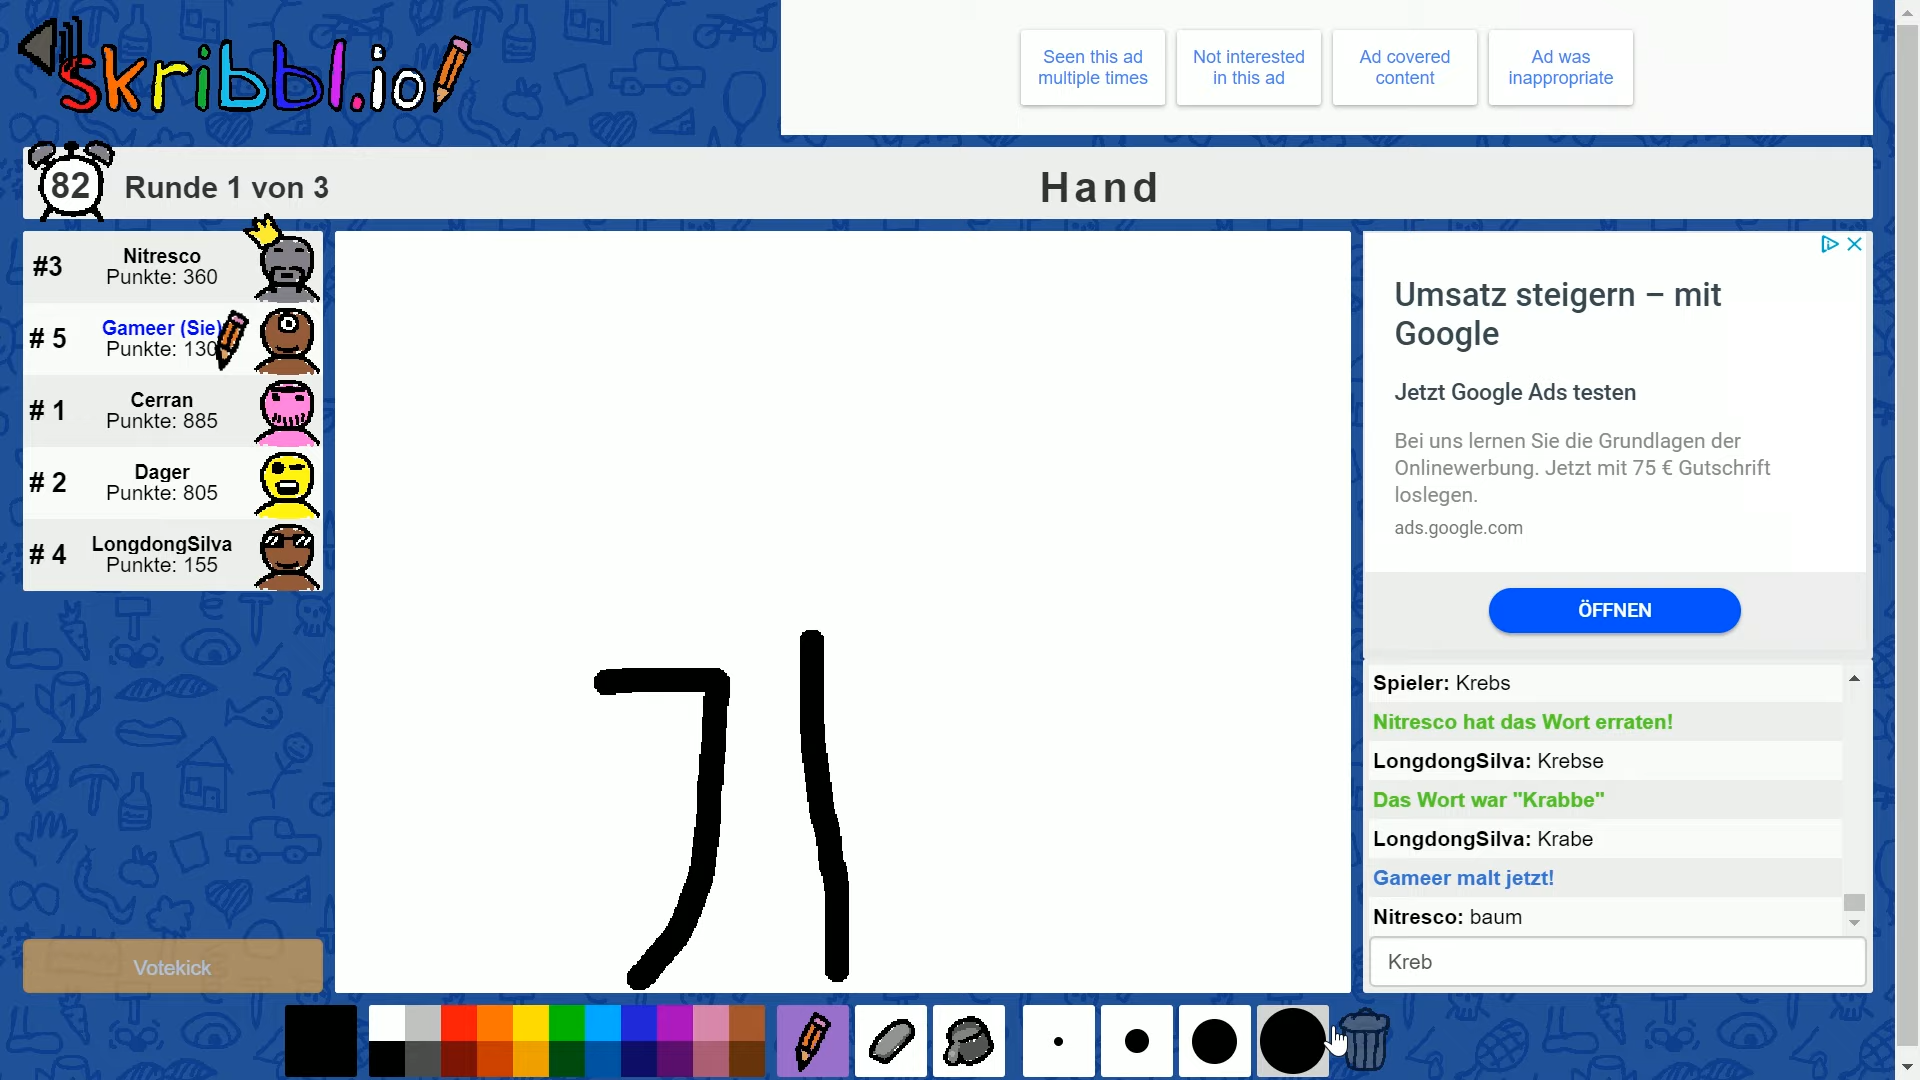 skribbl.io
Seen this ad
multiple times
Not interested
in this ad
Ad covered
content
Ad was
inappropriate
82
Runde 1 von 3
Hand
#3
Nitresco
Punkte: 360
# 5
Gameer (Sie)
Punkte: 130
# 1
Cerran
Punkte: 885
# 2
Dager
Punkte: 805
# 4
LongdongSilva
Punkte: 155
Votekick
Umsatz steigern – mit
Google
Jetzt Google Ads testen
Bei uns lernen Sie die Grundlagen der
Onlinewerbung. Jetzt mit 75 € Gutschrift
loslegen.
ads.google.com
ÖFFNEN
Spieler: Krebs
Nitresco hat das Wort erraten!
LongdongSilva: Krebse
Das Wort war "Krabbe"
LongdongSilva: Krabe
Gameer malt jetzt!
Nitresco: baum
Kreb